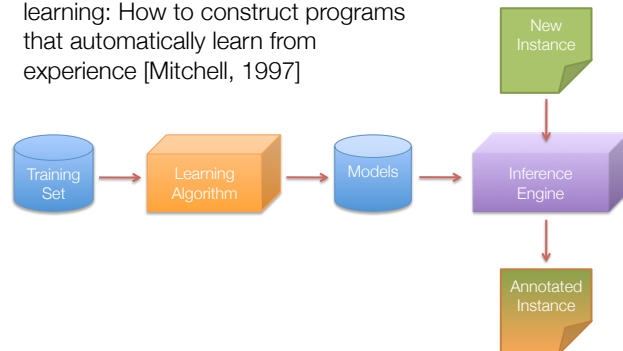 learning: How to construct programs
that automatically learn from
experience [Mitchell, 1997]
New
Instance
Training
Set
Learning
Algorithm
Models
Inference
Engine
Annotated
Instance